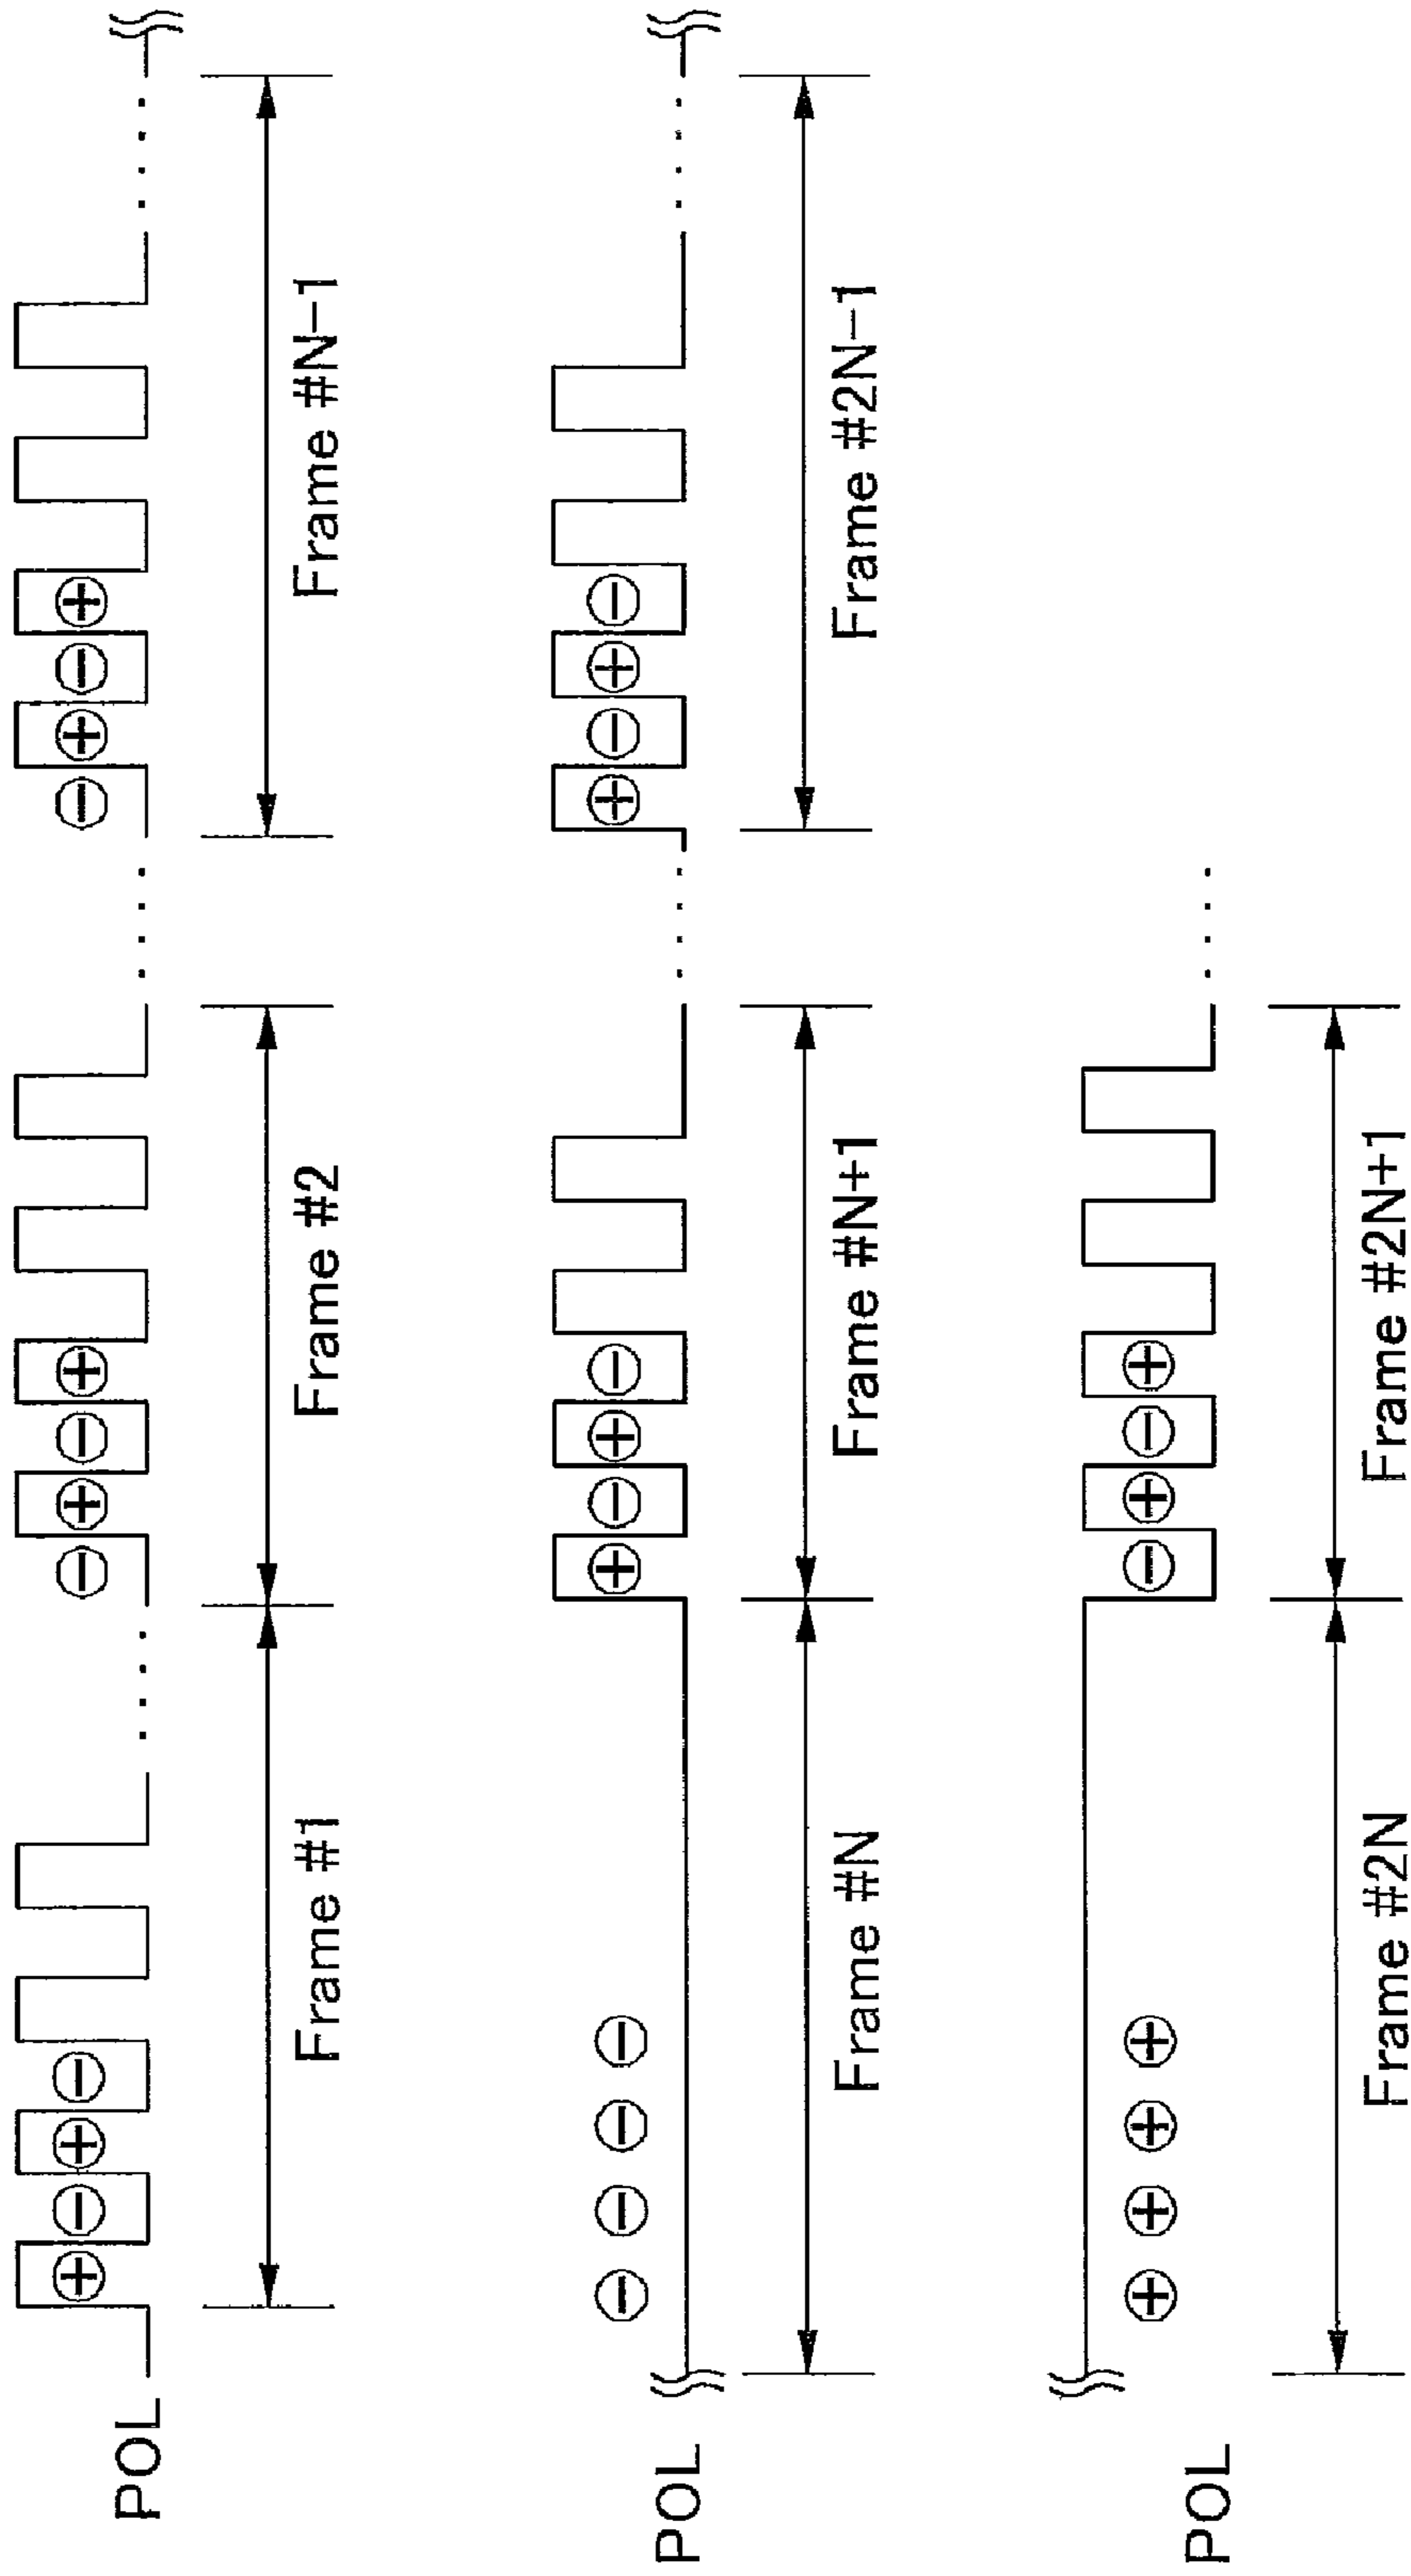 POL
⊕ ⊖ ⊕ ⊖ ⊖ ⊕ ⊖ ⊕ ⊖ ⊕ ⊖ ⊕
Frame #1 Frame #2 Frame #N-1
POL
⊖ ⊖ ⊖ ⊖ ⊕ ⊖ ⊕ ⊖ ⊕ ⊖ ⊕ ⊖
Frame #N Frame #N+1 Frame #2N-1
POL
⊕ ⊕ ⊕ ⊕ ⊖ ⊕ ⊖ ⊕
Frame #2N Frame #2N+1